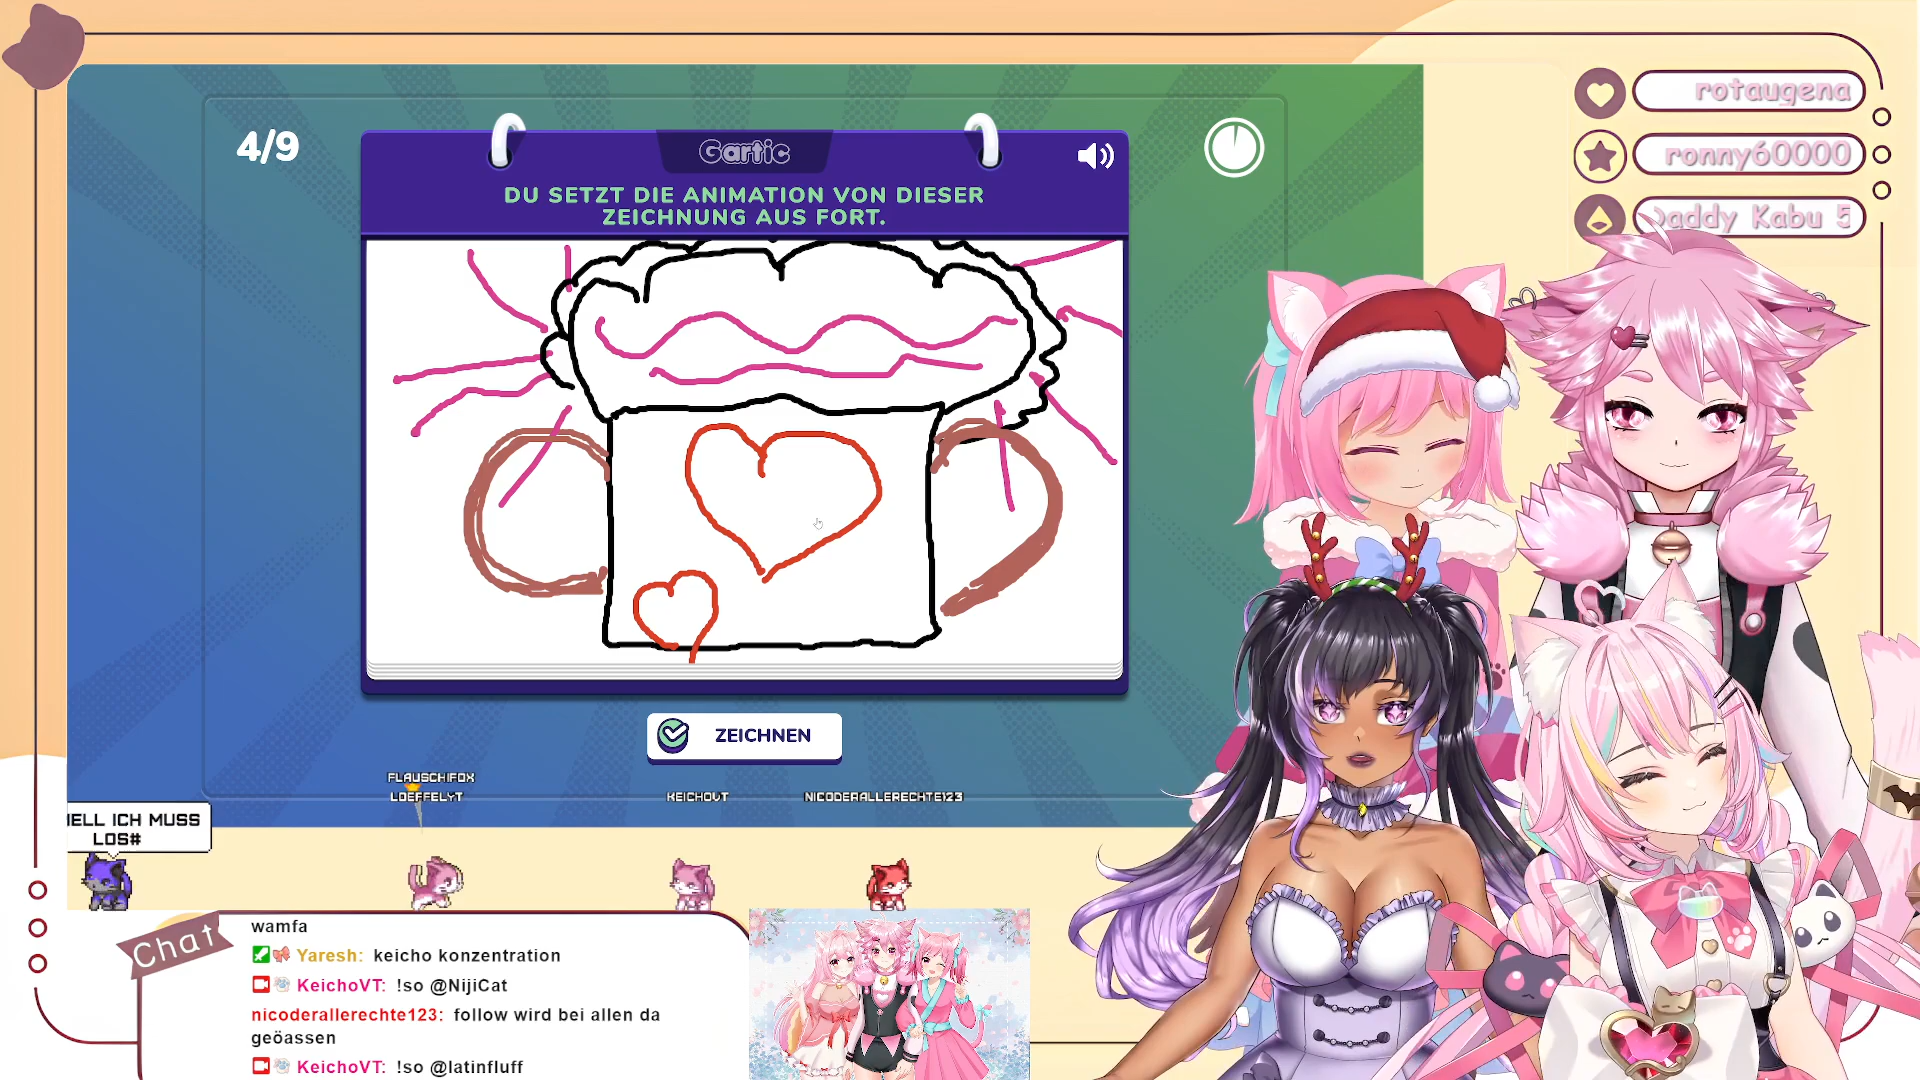 4/9
Gartic
DU SETZT DIE ANIMATION VON DIESER
ZEICHNUNG AUS FORT.
rotaugena
ronny60000
Daddy Kabu 5
ZEICHNEN
FLAUSCHIFOX
LOEFFELYT
KEICHOVT
NICODERALLERECHTE123
ICH MUSS
LOS#
Chat
wamfa
Yaresh: keicho konzentration
KeichoVT: !so @NijiCat
nicoderallerechte123: follow wird bei allen da
geöassen
KeichoVT: !so @latinfluff